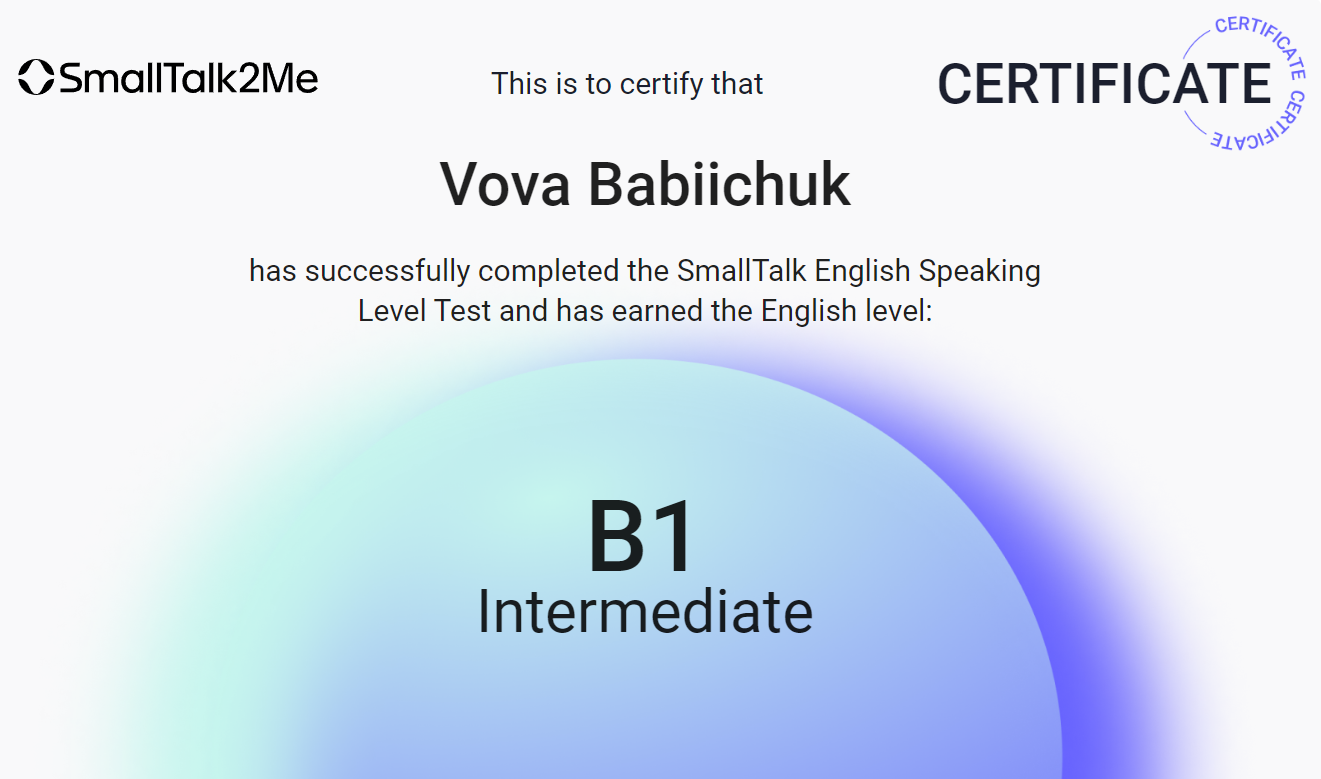 SmallTalk2Me
This is to certify that
CERTIFICATE
CERTIFICATE CERTIFICATE
Vova Babiichuk
has successfully completed the SmallTalk English Speaking
Level Test and has earned the English level:
B1
Intermediate